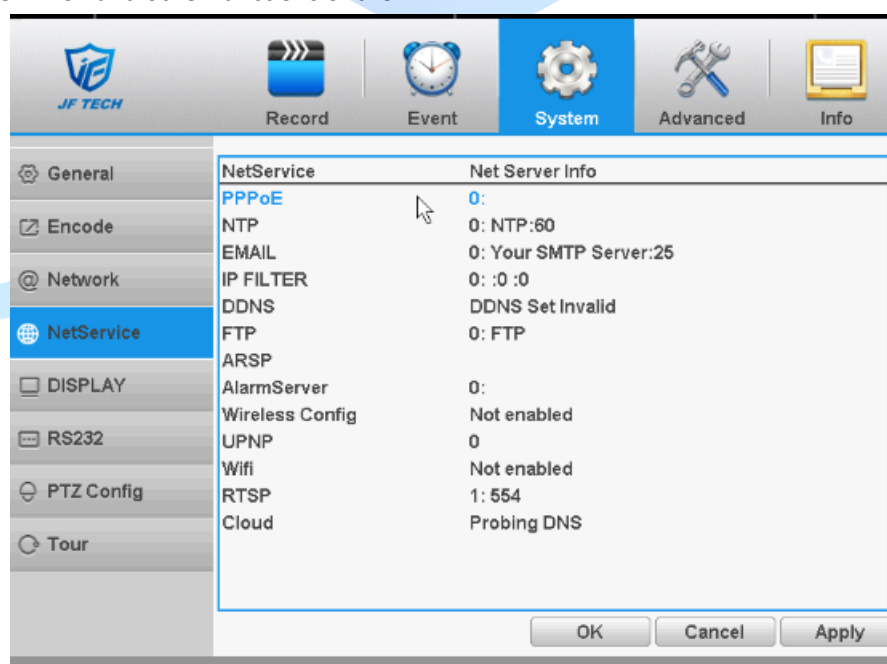 JF TECH
Record Event System Advanced Info
General
Encode
Network
NetService
DISPLAY
RS232
PTZ Config
Tour
NetService Net Server Info
PPPoE 0:
NTP 0: NTP:60
EMAIL 0: Your SMTP Server:25
IP FILTER 0: :0 :0
DDNS DDNS Set Invalid
FTP 0: FTP
ARSP
AlarmServer 0:
Wireless Config Not enabled
UPNP 0
Wifi Not enabled
RTSP 1: 554
Cloud Probing DNS
OK Cancel Apply